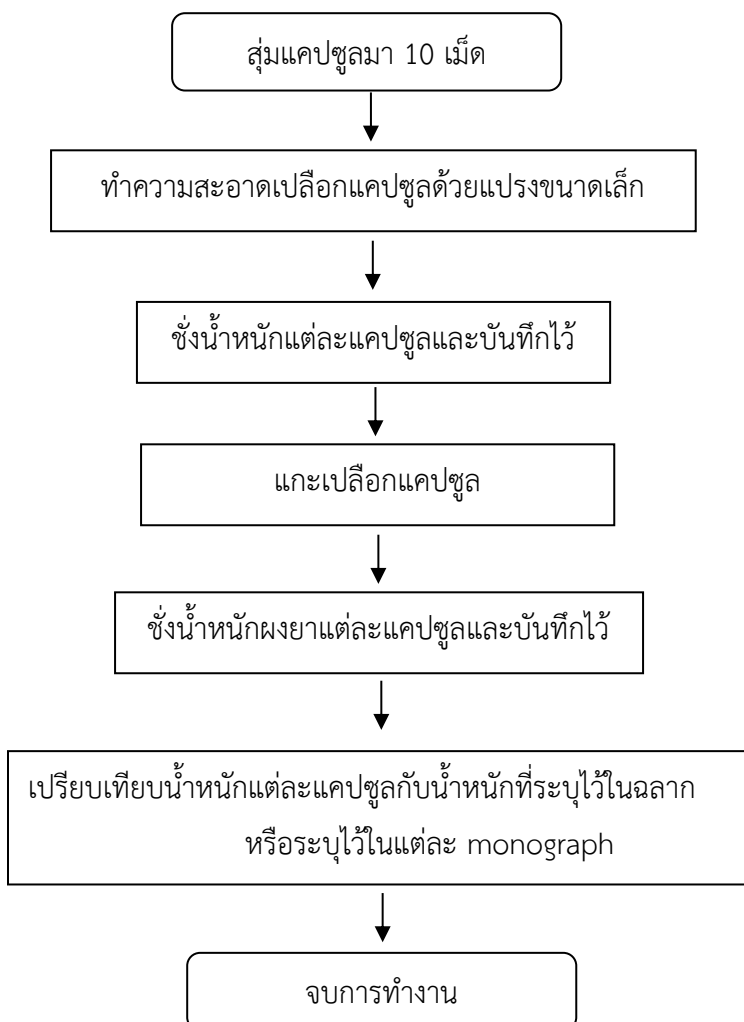 สุ่มแคปซูลมา 10 เม็ด
ทำความสะอาดเปลือกแคปซูลด้วยแปรงขนาดเล็ก
ชั่งน้ำหนักแต่ละแคปซูลและบันทึกไว้
แกะเปลือกแคปซูล
ชั่งน้ำหนักผงยาแต่ละแคปซูลและบันทึกไว้
เปรียบเทียบน้ำหนักแต่ละแคปซูลกับน้ำหนักที่ระบุไว้ในฉลาก
หรือระบุไว้ในแต่ละ monograph
จบการทำงาน